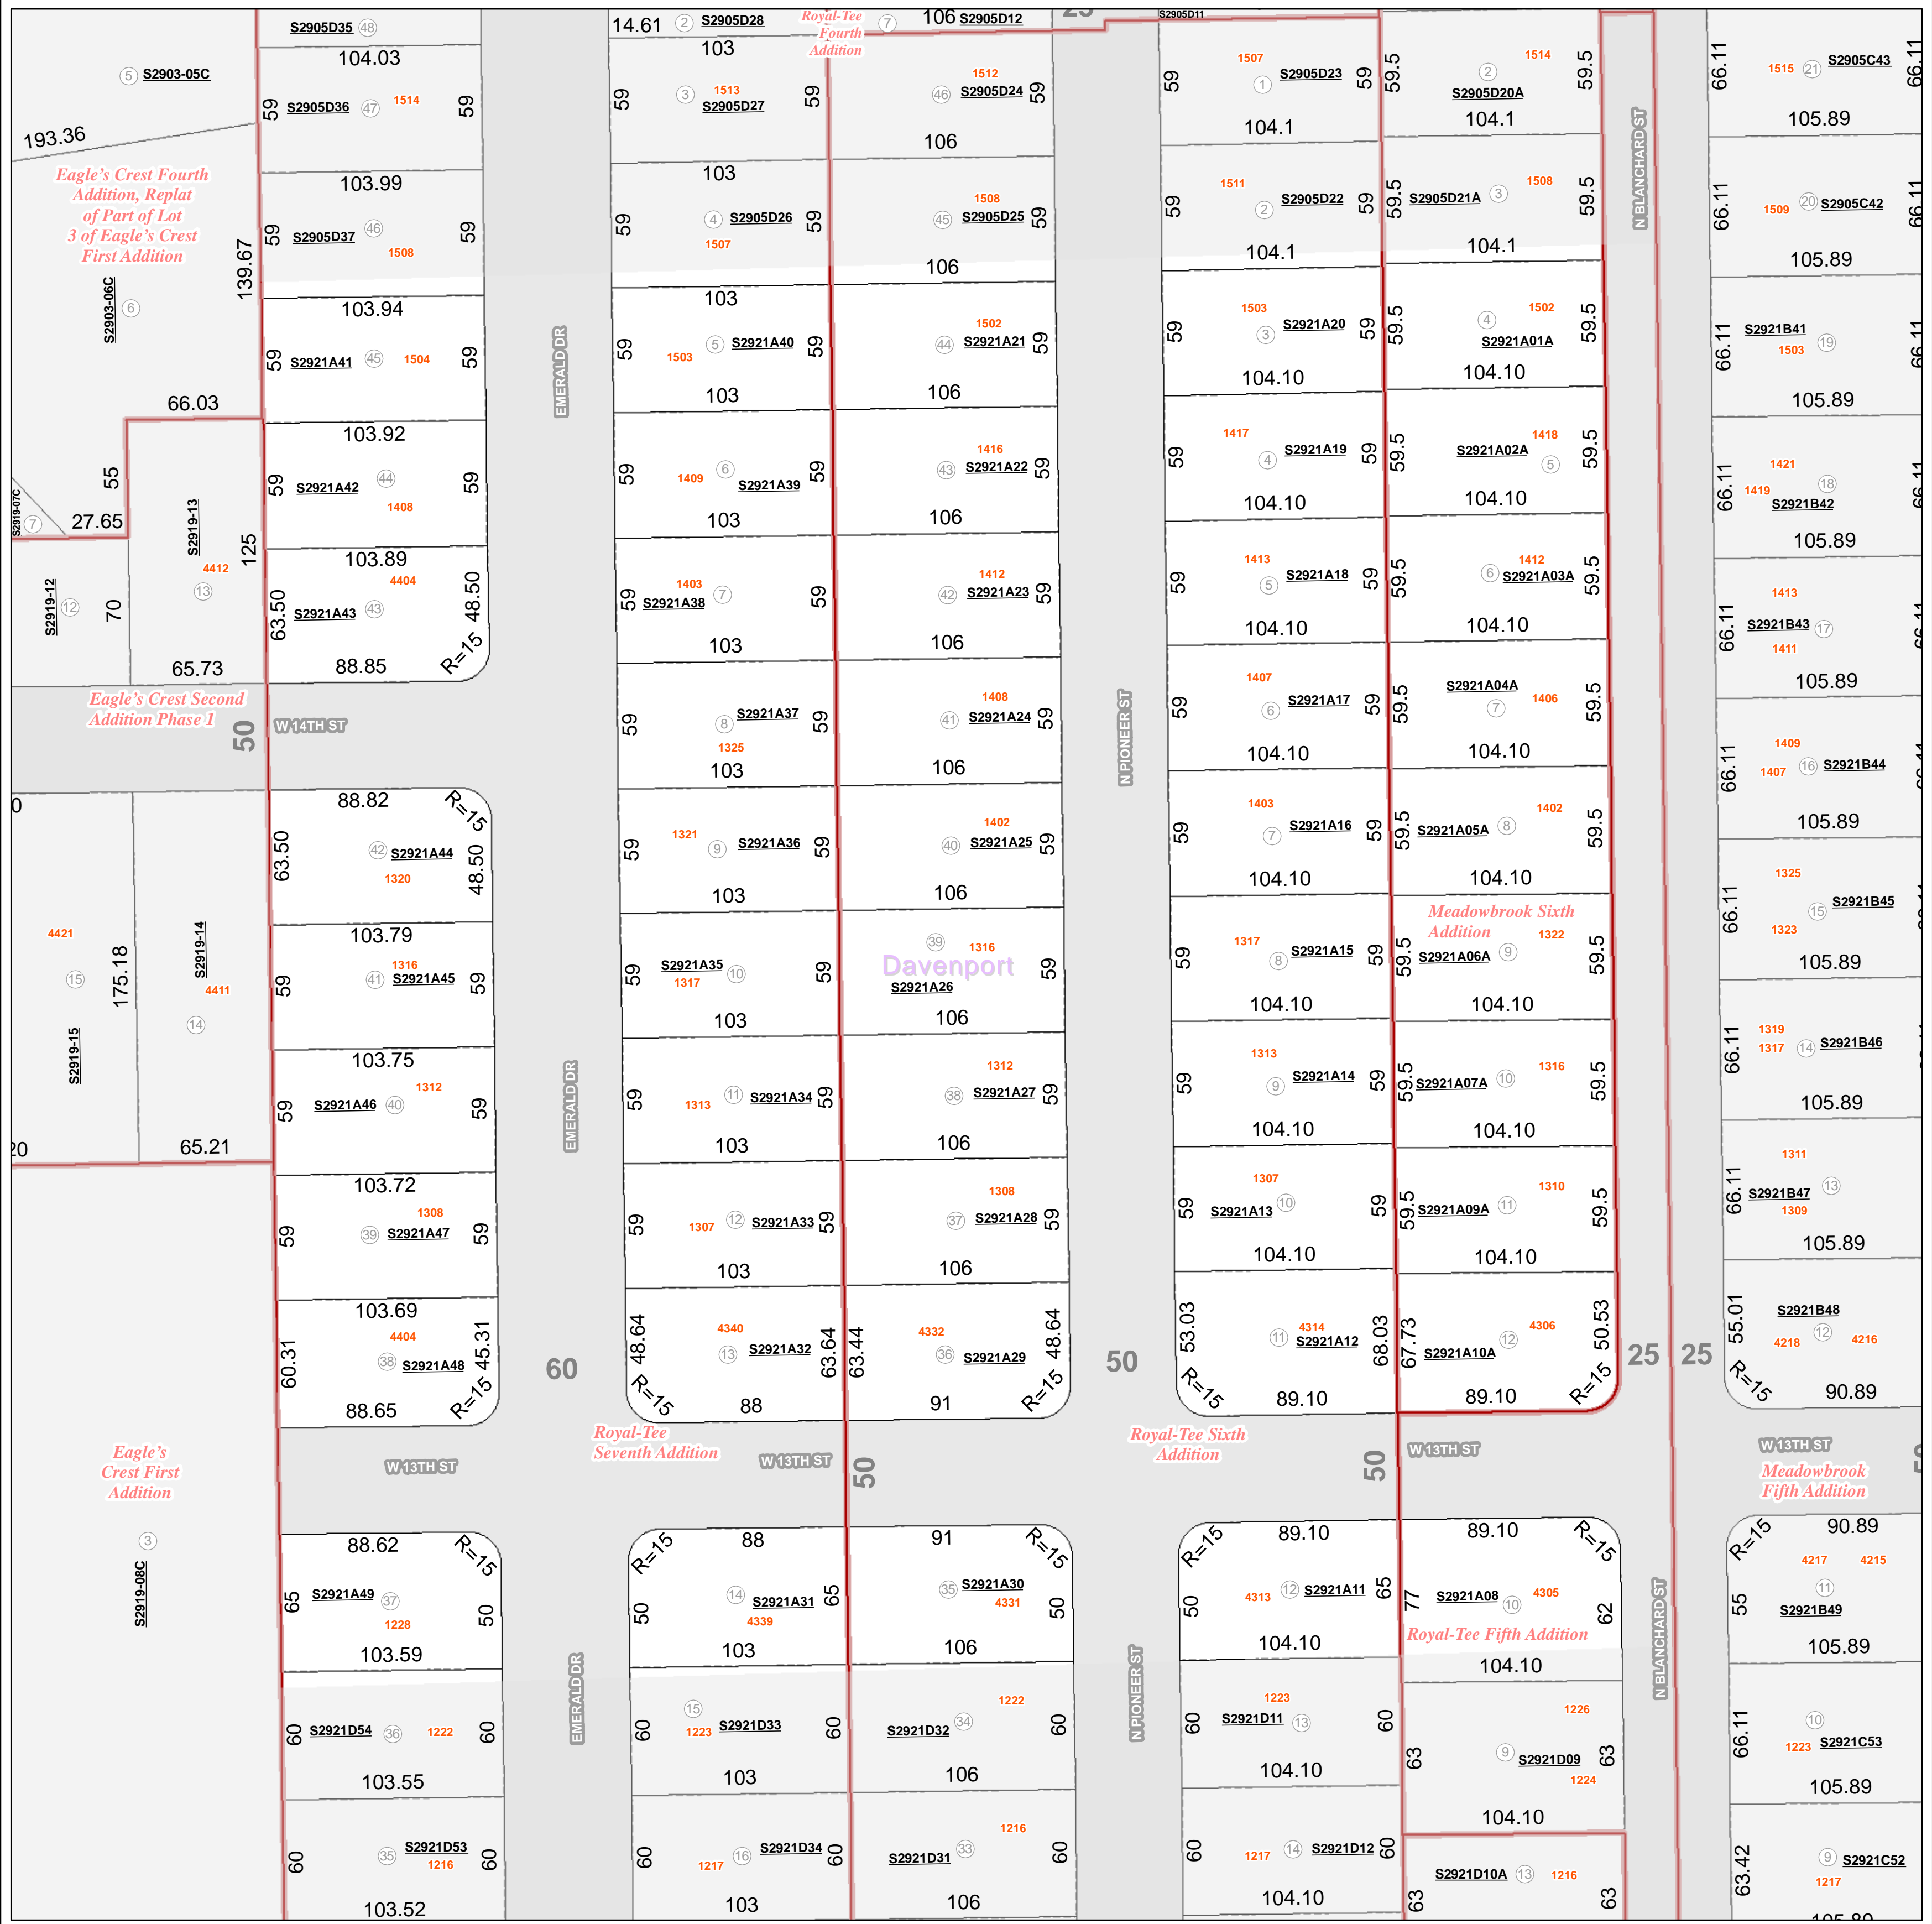 S2905D35 48
104.03
5 S2903-05C
59 S2905D36 47 1514 59
193.36
Eagle's Crest Fourth
Addition, Replat
of Part of Lot
3 of Eagle's Crest
First Addition
103.99
59 S2905D37 46 1508 59
139.67
S2903-06C 6
103.94
59 S2921A41 45 1504 59
66.03
103.92
55
59 S2921A42 44 1408 59
S2919-07C 7 27.65
S2919-13
4412
13
125
103.89
4404
63.50 S2921A43 43 48.50
R=15
88.85
S2919-12 12 70
65.73
Eagle's Crest Second
Addition Phase 1
50 W 14TH ST
88.82
R=15
63.50 42 S2921A44 48.50
1320
103.79
1316
59 41 S2921A45 59
4421
15
S2919-15
175.18
S2919-14
4411
14
103.75
1312
59 S2921A46 40 59
65.21
103.72
1308
59 39 S2921A47 59
103.69
4404
60.31 38 S2921A48 45.31
R=15
88.65
Eagle's
Crest First
Addition
W 13TH ST
3
S2919-08C
88.62
R=15
65 S2921A49 37 50
1228
103.59
60 S2921D54 36 1222 60
103.55
60 35 S2921D53 60
1216
103.52
EMERALD DR
EMERALD DR
60
EMERALD DR
14.61 2 S2905D28
103
59 3 1513 59
S2905D27
103
59 4 S2905D26 59
1507
103
59 5 S2921A40 59
1503
103
59 6 59
1409 S2921A39
103
1403
59 S2921A38 7 59
103
59 8 S2921A37 59
1325
103
1321
59 9 S2921A36 59
103
59 S2921A35 10 59
1317
103
59 11 S2921A34 59
1313
103
59 1307 12 S2921A33 59
103
4340
48.64 13 S2921A32 63.64
R=15
88
Royal-Tee
Seventh Addition
W 13TH ST
50
R=15
88
50 14 S2921A31 65
4339
103
15
60 1223 S2921D33 60
103
60 1217 16 S2921D34 60
103
Royal-Tee
Fourth
Addition
7 106 S2905D12
25
1512
46 S2905D24 59
106
1508
45 S2905D25 59
106
1502
44 S2921A21 59
106
1416
43 S2921A22 59
106
1412
42 S2921A23 59
106
1408
41 S2921A24 59
106
1402
40 S2921A25 59
106
39 1316
Davenport
S2921A26 59
106
1312
38 S2921A27 59
106
1308
37 S2921A28 59
106
4332
63.44 36 S2921A29 48.64
R=15
91
91
R=15
35 S2921A30 50
4331
106
1222
S2921D32 34 60
106
1216
S2921D31 33 60
106
N PIONEER ST
50
N PIONEER ST
S2905D11
1507
59 1 S2905D23 59
104.1
1511
59 2 S2905D22 59
104.1
1503
59 3 S2921A20 59
104.10
1417
59 4 S2921A19 59
104.10
1413
59 5 S2921A18 59
104.10
1407
59 6 S2921A17 59
104.10
1403
59 7 S2921A16 59
104.10
1317
59 8 S2921A15 59
104.10
1313
59 9 S2921A14 59
104.10
1307
59 S2921A13 10 59
104.10
4314
53.03 11 S2921A12 68.03
R=15
89.10
Royal-Tee Sixth
Addition
50
R=15
89.10
50 4313 12 S2921A11 65
104.10
1223
60 S2921D11 13 60
104.10
60 1217 14 S2921D12 60
104.10
1514
59.5 2 59.5
S2905D20A
104.1
1508
59.5 S2905D21A 3 59.5
104.1
1502
59.5 4 59.5
S2921A01A
104.10
1418
59.5 S2921A02A 5 59.5
104.10
1412
59.5 6 S2921A03A 59.5
104.10
59.5 S2921A04A 1406 59.5
7
104.10
1402
59.5 S2921A05A 8 59.5
104.10
Meadowbrook Sixth
Addition
1322
59.5 S2921A06A 9 59.5
104.10
1316
59.5 S2921A07A 10 59.5
104.10
1310
59.5 S2921A09A 11 59.5
104.10
4306
67.73 S2921A10A 12 50.53
R=15
89.10
W 13TH ST
89.10
R=15
77 S2921A08 10 4305 62
Royal-Tee Fifth Addition
104.10
1226
63 9 S2921D09 63
1224
104.10
S2921D10A 13 1216
63 63
N BLANCHARD ST
25 25
N BLANCHARD ST
66.11 1515 21 S2905C43 66.11
105.89
66.11 1509 20 S2905C42 66.11
105.89
66.11 S2921B41 19 66.11
1503
105.89
1421
66.11 1419 18 66.11
S2921B42
105.89
1413
66.11 S2921B43 17 66.11
1411
105.89
1409
66.11 1407 16 S2921B44
105.89
1325
66.11 15 S2921B45
1323
105.89
1319
66.11 1317 14 S2921B46
105.89
1311
66.11 S2921B47 13
1309
105.89
55.01 S2921B48
4218 12 4216
R=15
90.89
W 13TH ST
Meadowbrook
Fifth Addition
R=15
90.89
4217 4215
55 11
S2921B49
105.89
66.11 10
1223 S2921C53
105.89
63.42 9 S2921C52
1217